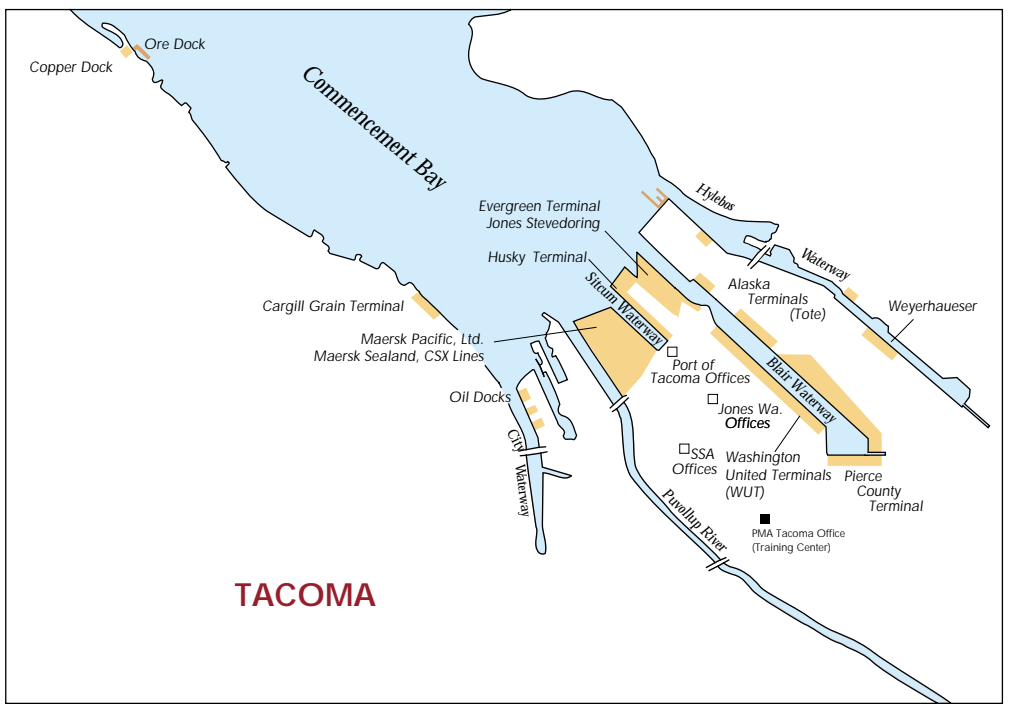 Ore Dock
Copper Dock
Commencement Bay
Hylebos
Waterway
Evergreen Terminal
Jones Stevedoring
Husky Terminal
Sitcum Waterway
Alaska
Terminals
(Tote)
Weyerhaueser
Cargill Grain Terminal
Maersk Pacific, Ltd.
Maersk Sealand, CSX Lines
Port of
Tacoma Offices
Blair Waterway
Oil Docks
Jones Wa.
Offices
City
Waterway
SSA
Offices
Washington
United Terminals
(WUT)
Pierce
County
Terminal
Puvollup River
PMA Tacoma Office
(Training Center)
TACOMA